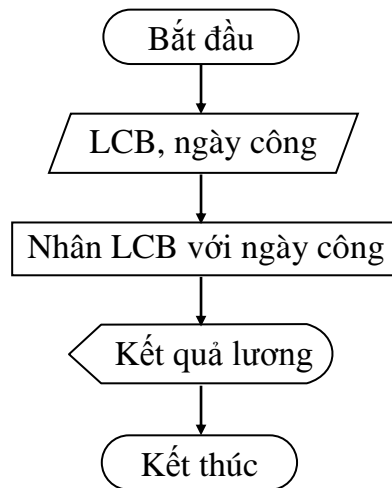 Bắt đầu
LCB, ngày công
Nhân LCB với ngày công
Kết quả lương
Kết thúc